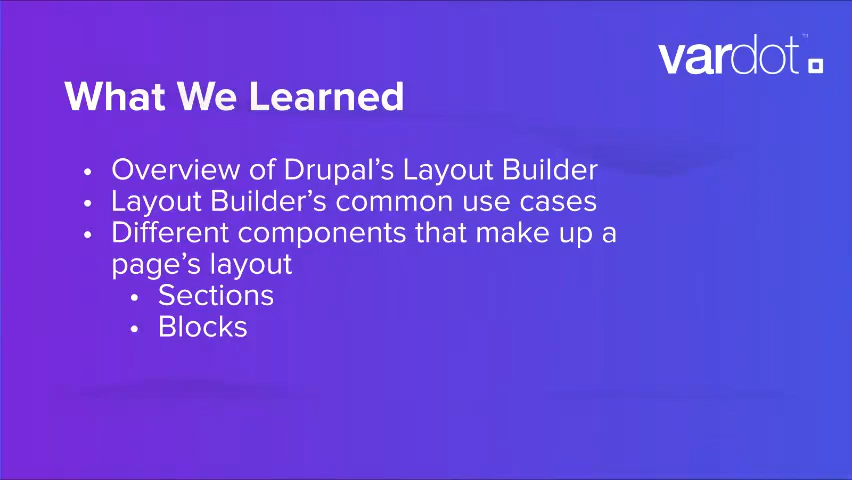 vardot
What We Learned
• Overview of Drupal’s Layout Builder
• Layout Builder’s common use cases
• Different components that make up a
page’s layout
• Sections
• Blocks